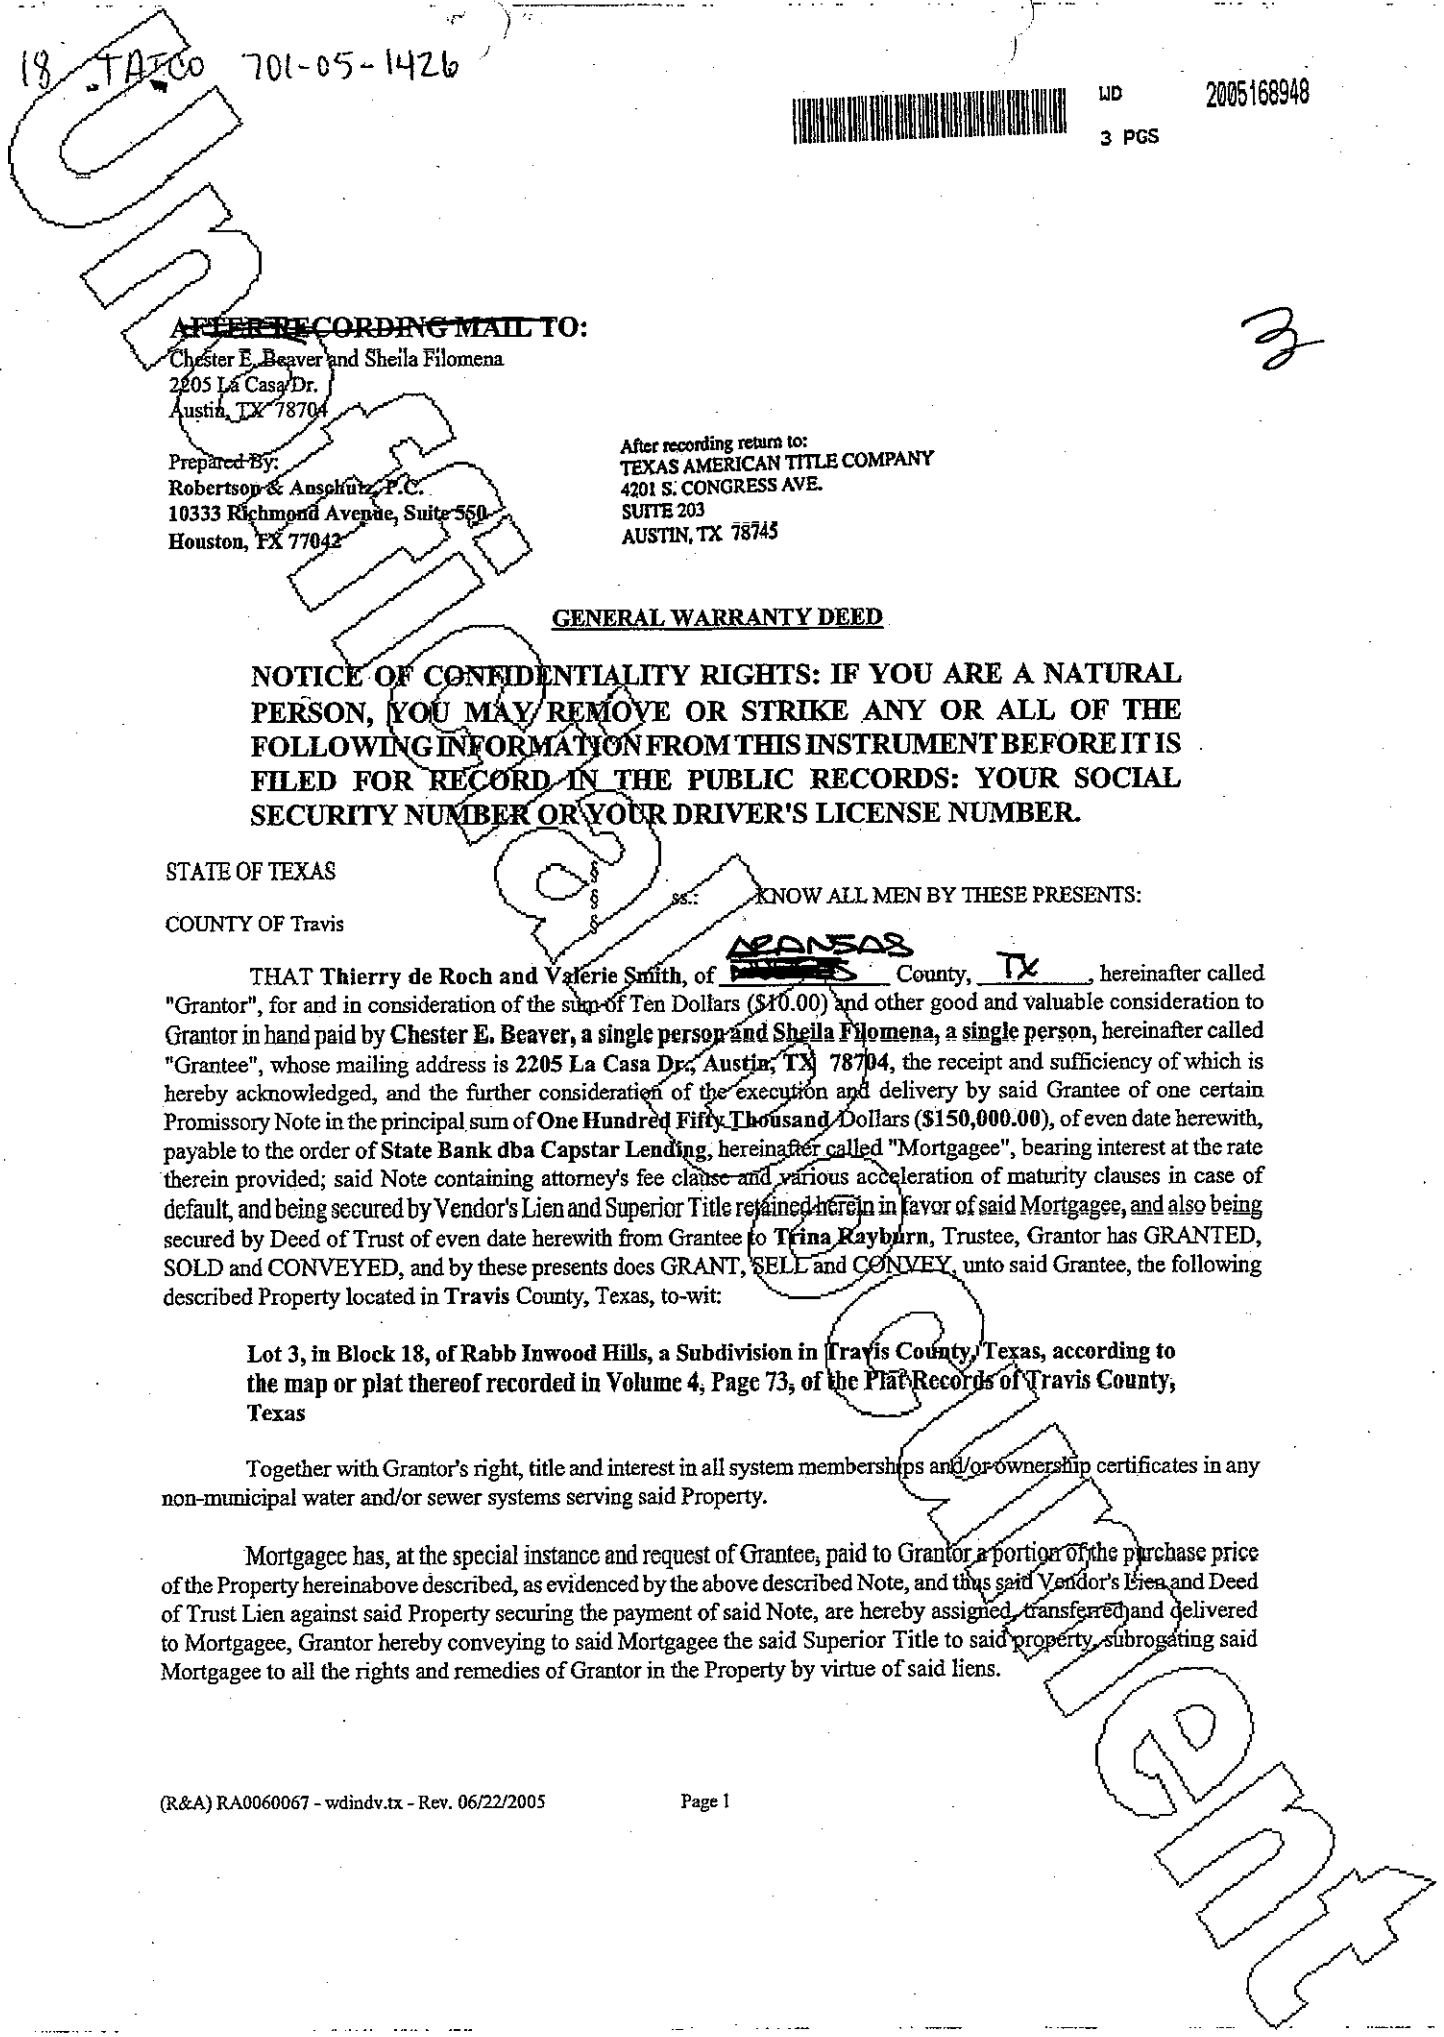 18 TATCO 701-05-1426
WD 2005168948
3 PGS
3
AFTER RECORDING MAIL TO:
Chester E. Beaver and Sheila Filomena
2205 La Casa Dr.
Austin, TX 78704
Prepared By:
Robertson & Anschutz, P.C.
10333 Richmond Avenue, Suite 550
Houston, TX 77042
After recording return to:
TEXAS AMERICAN TITLE COMPANY
4201 S. CONGRESS AVE.
SUITE 203
AUSTIN, TX 78745
GENERAL WARRANTY DEED
NOTICE OF CONFIDENTIALITY RIGHTS: IF YOU ARE A NATURAL
PERSON, YOU MAY REMOVE OR STRIKE ANY OR ALL OF THE
FOLLOWING INFORMATION FROM THIS INSTRUMENT BEFORE IT IS
FILED FOR RECORD IN THE PUBLIC RECORDS: YOUR SOCIAL
SECURITY NUMBER OR YOUR DRIVER'S LICENSE NUMBER.
STATE OF TEXAS §
§ ss.: KNOW ALL MEN BY THESE PRESENTS:
COUNTY OF Travis §
ARANSAS
THAT Thierry de Roch and Valerie Smith, of County, TX, hereinafter called
"Grantor", for and in consideration of the sum of Ten Dollars ($10.00) and other good and valuable consideration to
Grantor in hand paid by Chester E. Beaver, a single person and Sheila Filomena, a single person, hereinafter called
"Grantee", whose mailing address is 2205 La Casa Dr., Austin, TX 78704, the receipt and sufficiency of which is
hereby acknowledged, and the further consideration of the execution and delivery by said Grantee of one certain
Promissory Note in the principal sum of One Hundred Fifty Thousand Dollars ($150,000.00), of even date herewith,
payable to the order of State Bank dba Capstar Lending, hereinafter called "Mortgagee", bearing interest at the rate
therein provided; said Note containing attorney's fee clause and various acceleration of maturity clauses in case of
default, and being secured by Vendor's Lien and Superior Title retained herein in favor of said Mortgagee, and also being
secured by Deed of Trust of even date herewith from Grantee to Trina Rayburn, Trustee, Grantor has GRANTED,
SOLD and CONVEYED, and by these presents does GRANT, SELL and CONVEY, unto said Grantee, the following
described Property located in Travis County, Texas, to-wit:
Lot 3, in Block 18, of Rabb Inwood Hills, a Subdivision in Travis County, Texas, according to
the map or plat thereof recorded in Volume 4, Page 73, of the Plat Records of Travis County,
Texas
Together with Grantor's right, title and interest in all system memberships and/or ownership certificates in any
non-municipal water and/or sewer systems serving said Property.
Mortgagee has, at the special instance and request of Grantee, paid to Grantor a portion of the purchase price
of the Property hereinabove described, as evidenced by the above described Note, and thus said Vendor's Lien and Deed
of Trust Lien against said Property securing the payment of said Note, are hereby assigned, transferred and delivered
to Mortgagee, Grantor hereby conveying to said Mortgagee the said Superior Title to said property, subrogating said
Mortgagee to all the rights and remedies of Grantor in the Property by virtue of said liens.
(R&A) RA0060067 - wdindv.tx - Rev. 06/22/2005 Page 1
Unofficial Document